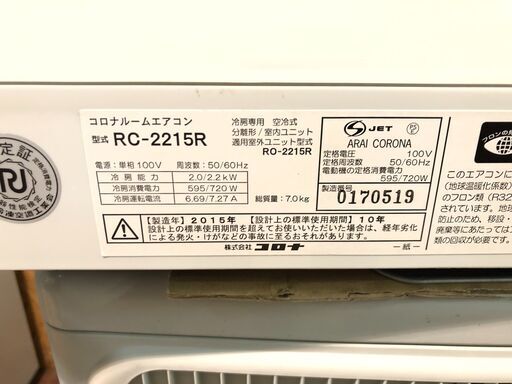 コロナルームエアコン
型式 RC-2215R
冷房専用 空冷式
分離形/室内ユニット
適用室外ユニット型式
RO-2215R
電源：単相100V 周波数：50/60Hz
冷房能力 2.0/2.2kW
冷房消費電力 595/720W
冷房運転電流 6.69/7.27A
総質量：7.0kg
JET
ARAI CORONA
定格電圧 100V
定格周波数 50/60Hz
電動機の定格消費電力
595/720W
製造番号
0170519
【製造年】2015年 【設計上の標準使用期間】10年
設計上の標準使用期間を超えてお使いいただいた場合は、経年劣化
による発火・けがなどの事故に至るおそれがあります。
株式会社 コロナ
ー紙ー
定証
フロンの
このエアコンに
(地球温暖化係数(
のフロン類(R32
されています。地球
防止のため、移設・
廃棄等にあたっては
類の回収が必要です。